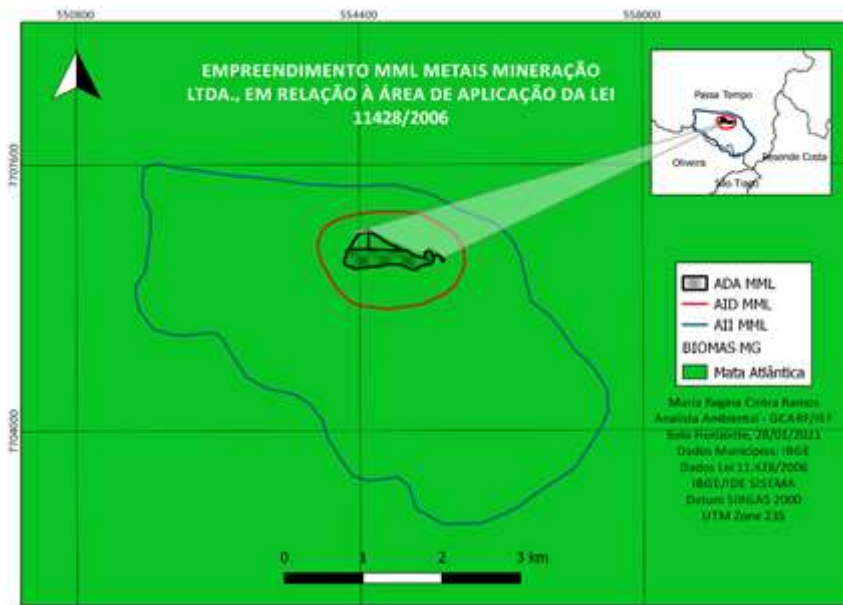 550800
554400
558000
EMPREENDIMENTO MML METAIS MINERAÇÃO
LTDA., EM RELAÇÃO À ÁREA DE APLICAÇÃO DA LEI
11428/2006
Passa Tempo
Oliveira
Resende Costa
São Tiago
7707600
7704000
ADA MML
AID MML
AII MML
BIOMAS MG
Mata Atlântica
Maria Regina Cintra Ramos
Analista Ambiental - GCARF/IEF
Belo Horizonte, 28/01/2021
Dados Municípios: IBGE
Dados Lei 11.428/2006
IBGE/IDE SISEMA
Datum SIRGAS 2000
UTM Zone 23S
0
1
2
3 km